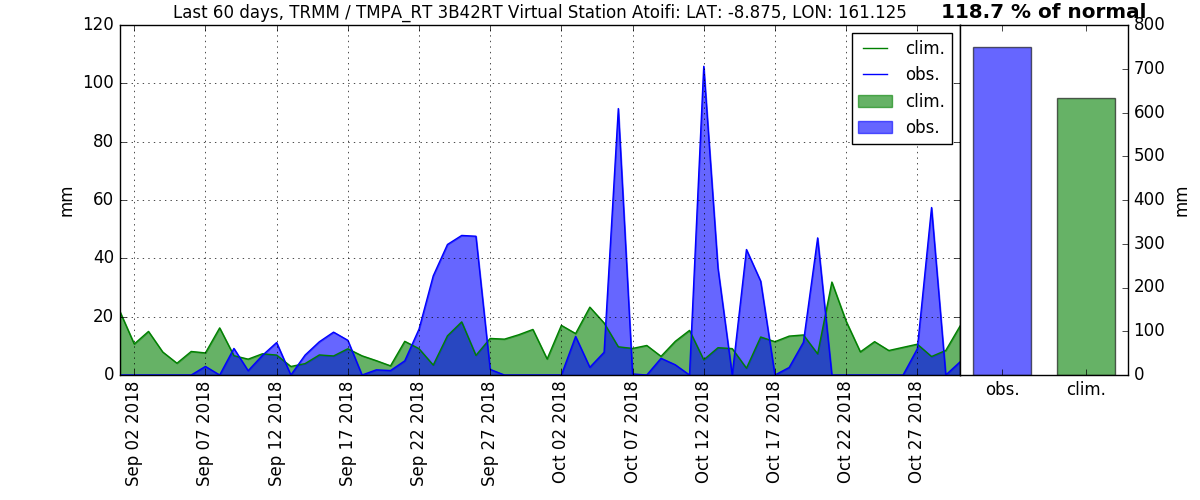 Last 60 days, TRMM / TMPA_RT 3B42RT Virtual Station Atoifi: LAT: -8.875, LON: 161.125
118.7 % of normal
120
100
80
60
40
20
0
mm
clim.
obs.
clim.
obs.
Sep 02 2018
Sep 07 2018
Sep 12 2018
Sep 17 2018
Sep 22 2018
Sep 27 2018
Oct 02 2018
Oct 07 2018
Oct 12 2018
Oct 17 2018
Oct 22 2018
Oct 27 2018
800
700
600
500
400
300
200
100
0
mm
obs.
clim.